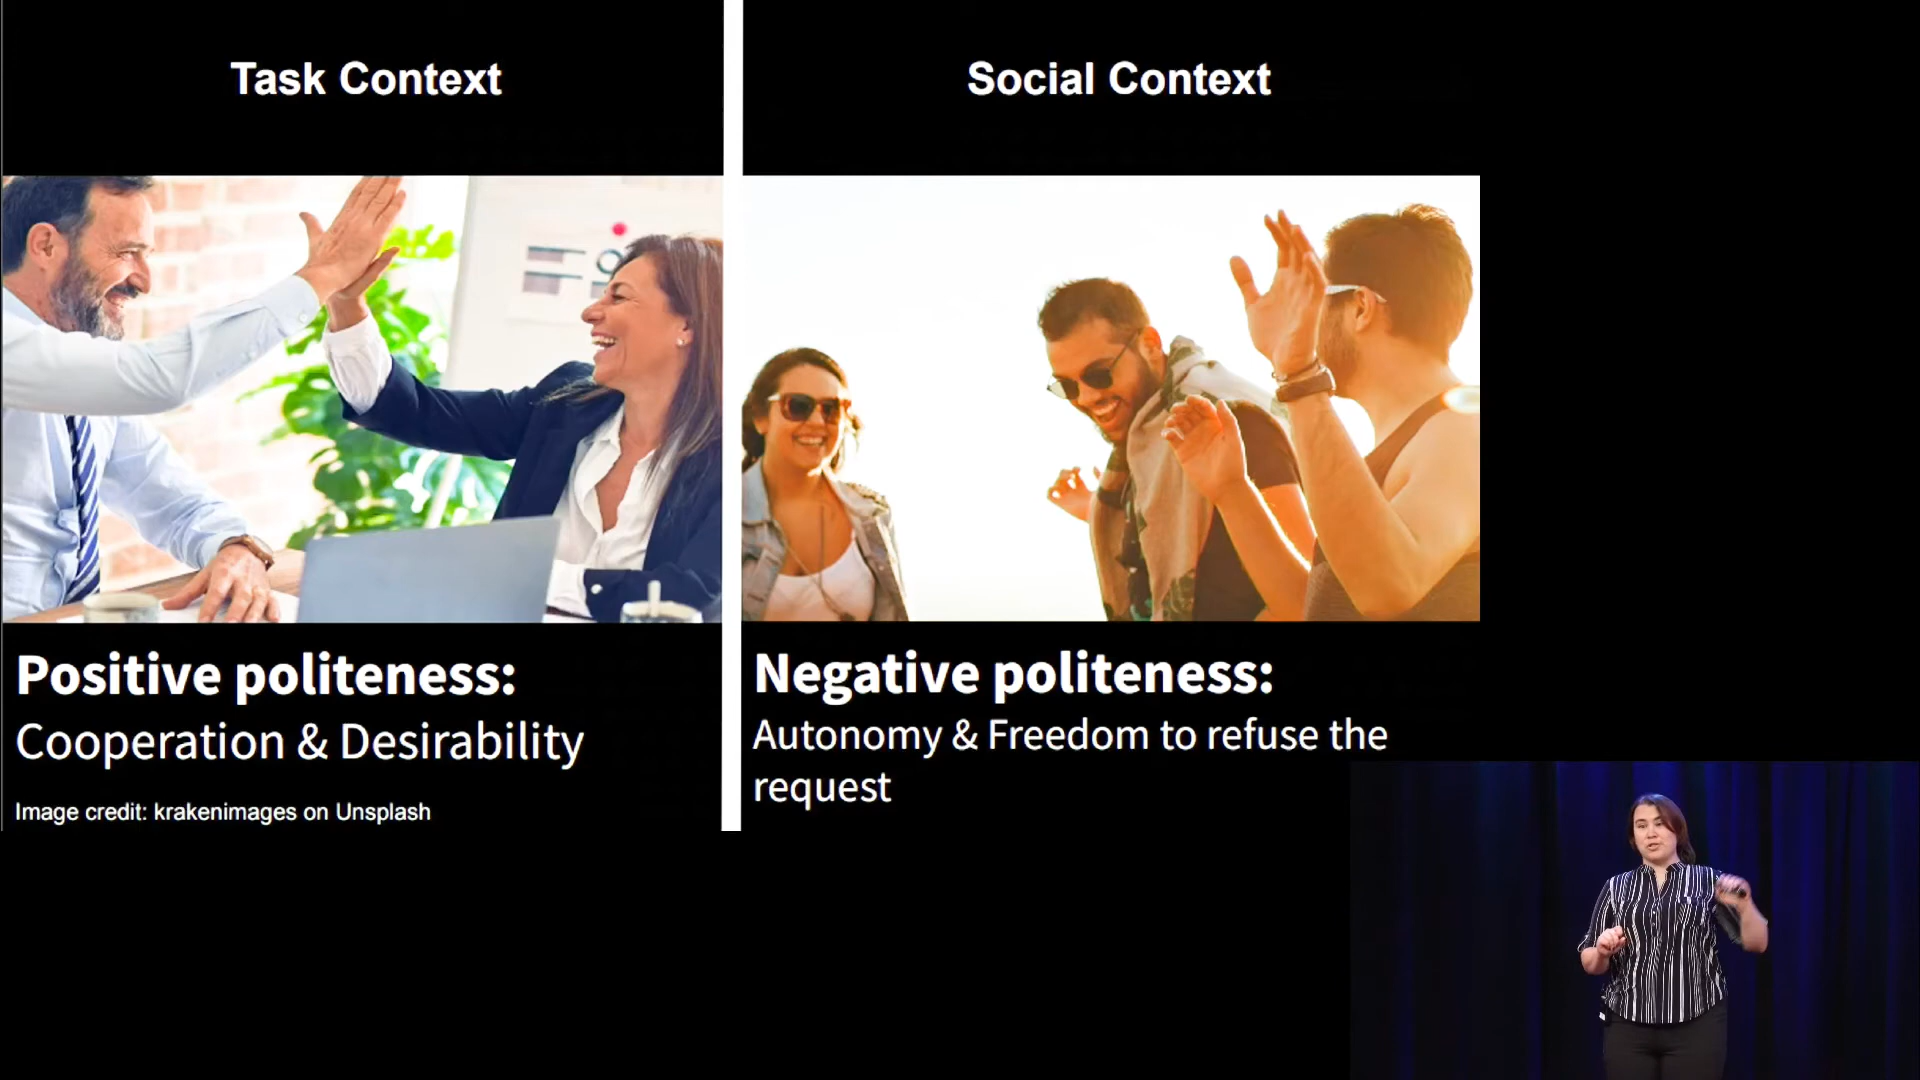 Task Context
Social Context
Positive politeness:
Cooperation & Desirability
Image credit: krakenimages on Unsplash
Negative politeness:
Autonomy & Freedom to refuse the
request